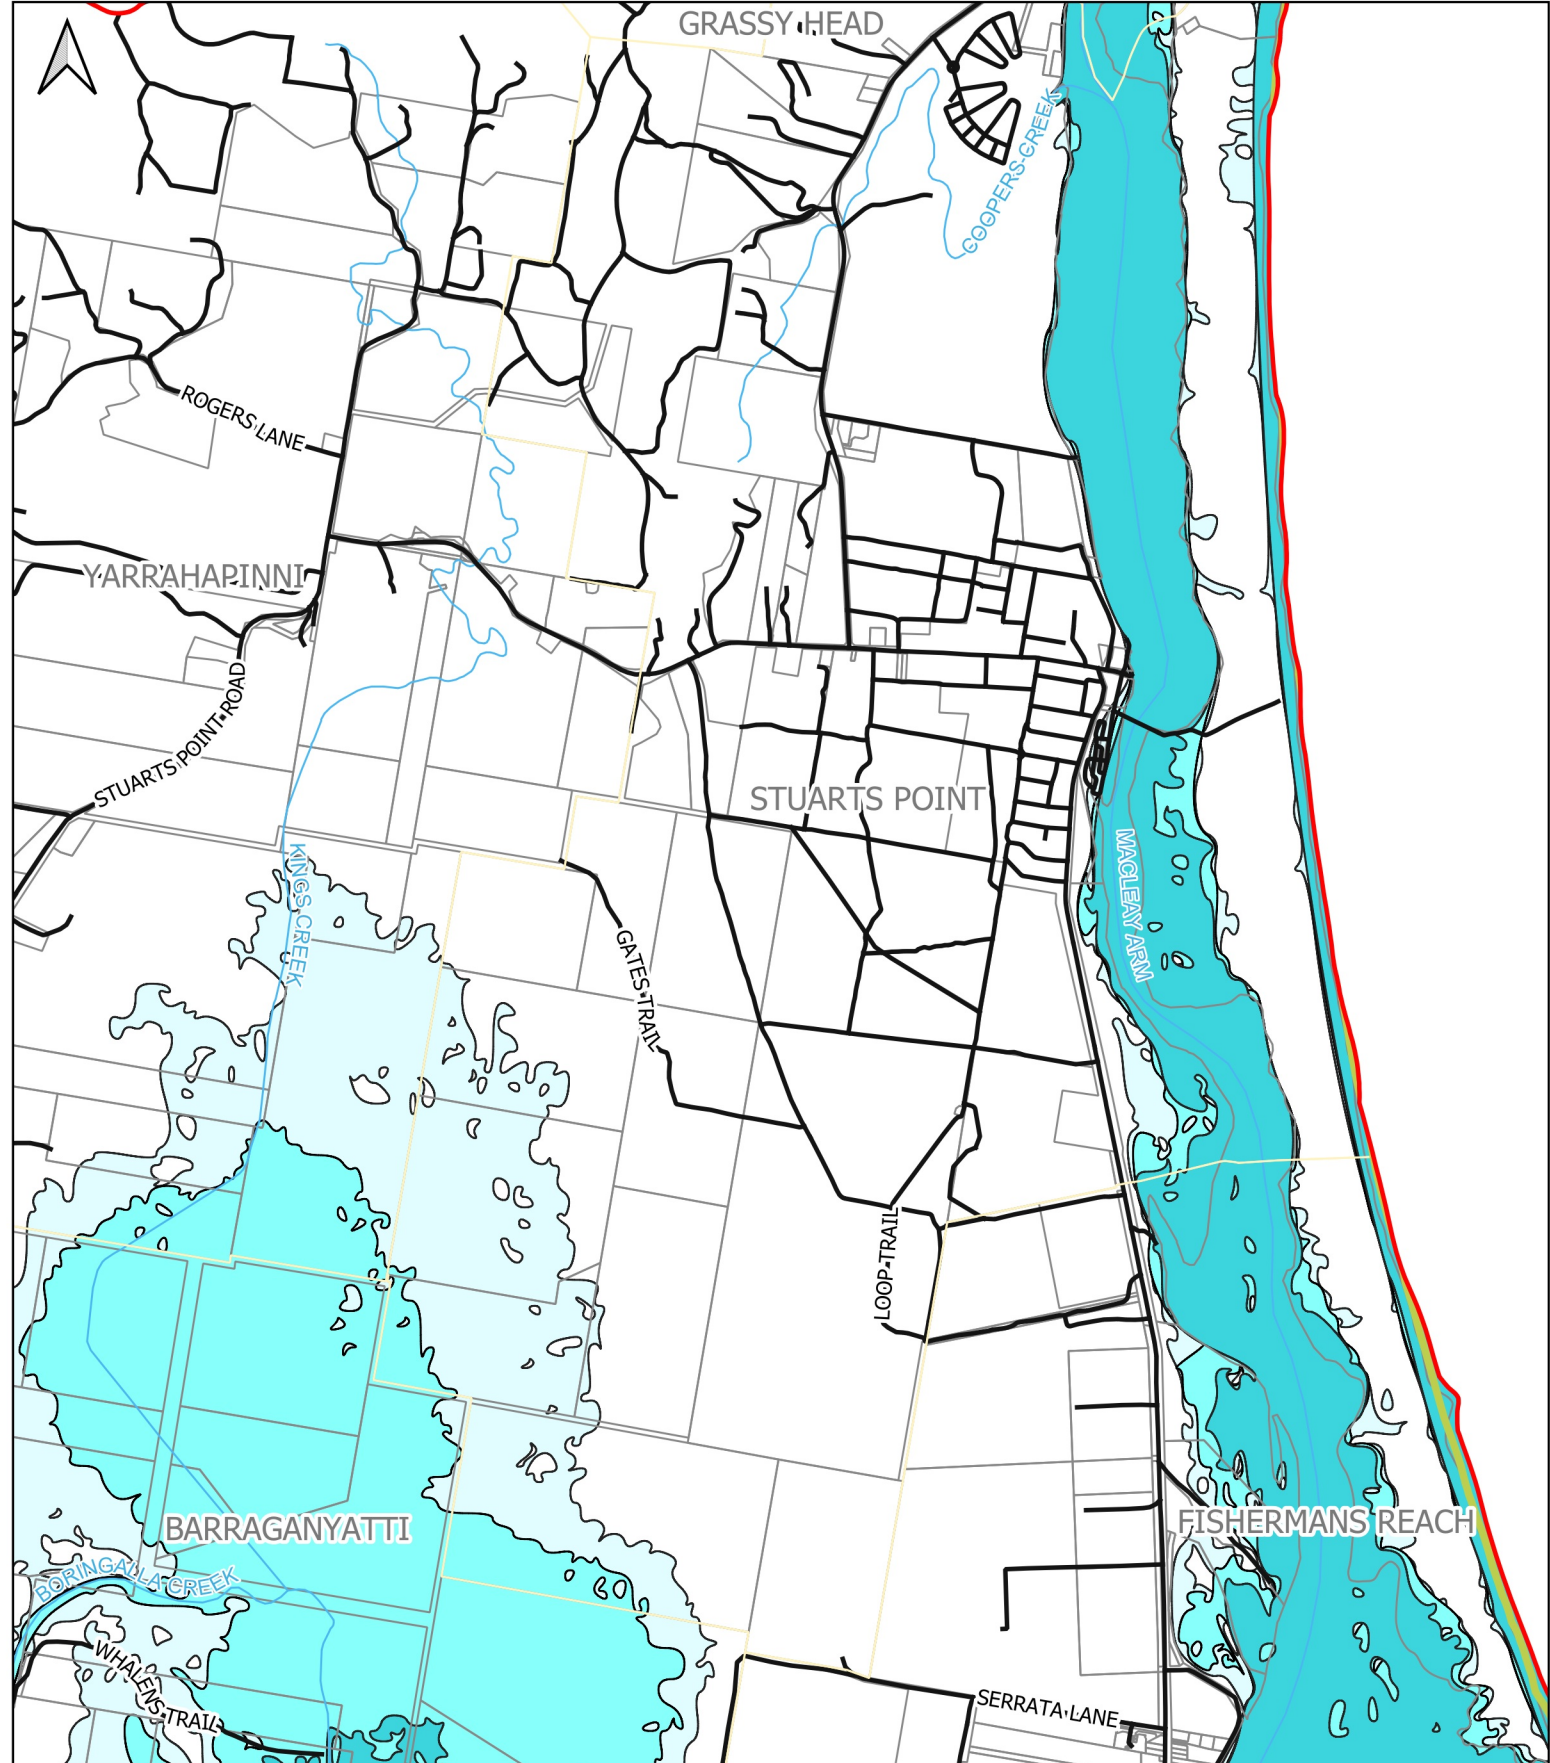 GRASSY HEAD
COOPERS CREEK
ROGERS LANE
YARRAHAPINNI
STUARTS POINT ROAD
STUARTS POINT
KINGS CREEK
MACLEAY ARM
GATES TRAIL
LOOP TRAIL
BARRAGANYATTI
FISHERMANS REACH
BORINGALLA CREEK
WHALENS TRAIL
SERRATA LANE